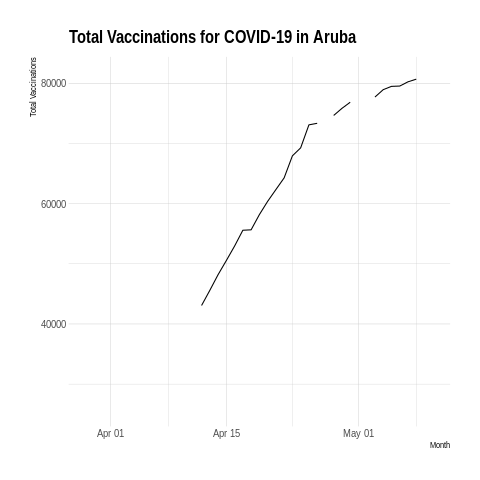 Total Vaccinations for COVID-19 in Aruba
Total Vaccinations
80000
60000
40000
Apr 01
Apr 15
May 01
Month